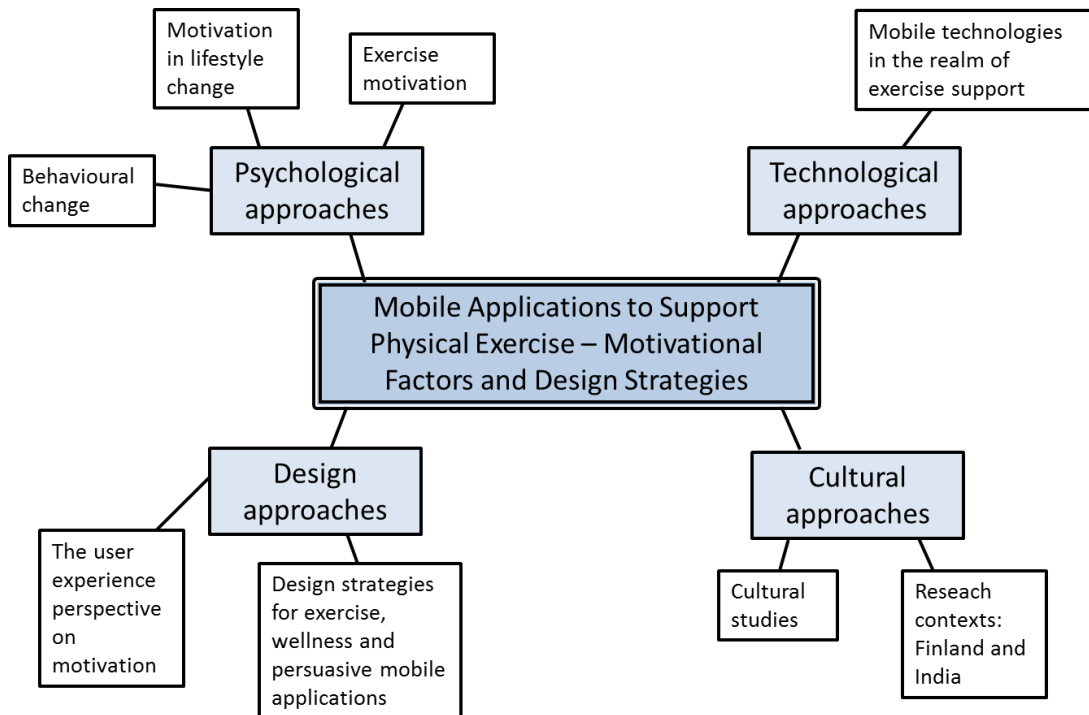 Motivation
in lifestyle
change
Exercise
motivation
Mobile technologies
in the realm of
exercise support
Behavioural
change
Psychological
approaches
Technological
approaches
Mobile Applications to Support
Physical Exercise – Motivational
Factors and Design Strategies
Design
approaches
Cultural
approaches
The user
experience
perspective
on
motivation
Design strategies
for exercise,
wellness and
persuasive mobile
applications
Cultural
studies
Reseach
contexts:
Finland and
India